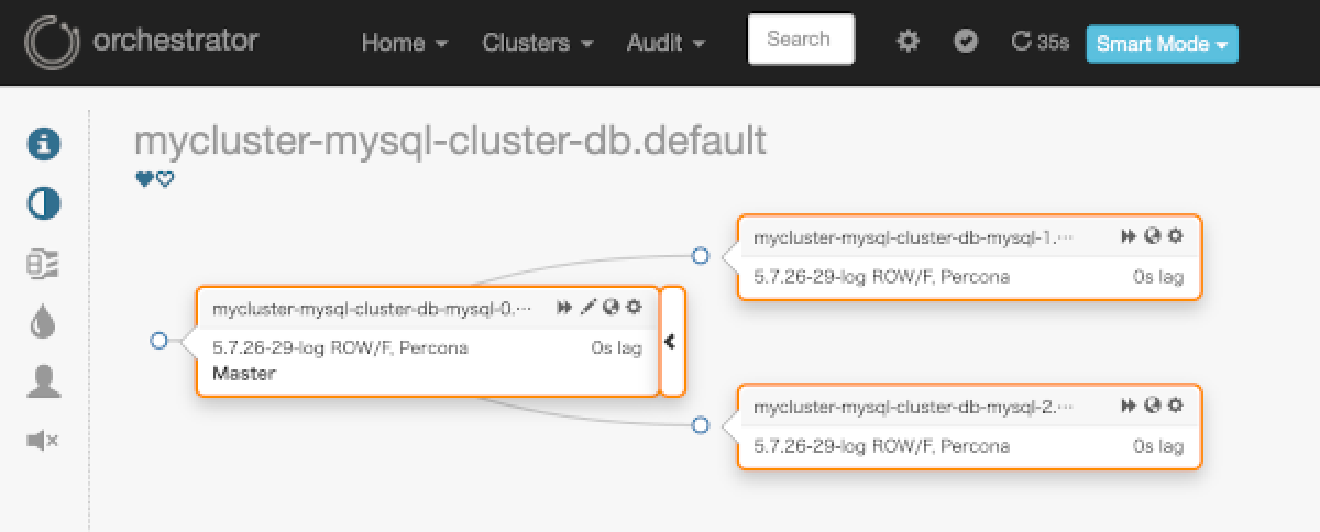 orchestrator Home Clusters Audit Search 35s Smart Mode
mycluster-mysql-cluster-db.default
mycluster-mysql-cluster-db-mysql-1.…
5.7.26-29-log ROW/F, Percona 0s lag
mycluster-mysql-cluster-db-mysql-0.…
5.7.26-29-log ROW/F, Percona 0s lag
Master
mycluster-mysql-cluster-db-mysql-2.…
5.7.26-29-log ROW/F, Percona 0s lag